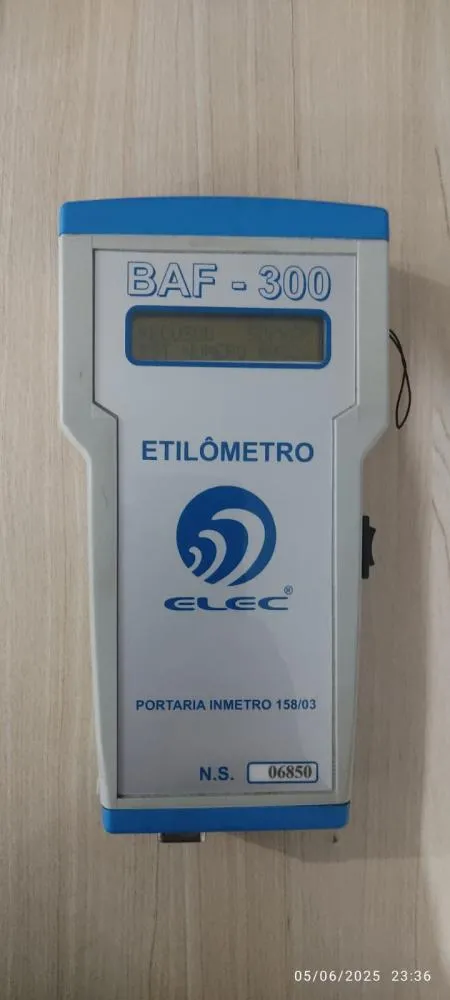 BAF - 300
ETILÔMETRO
ELEC®
PORTARIA INMETRO 158/03
N.S. 06850
05/06/2025 23:36